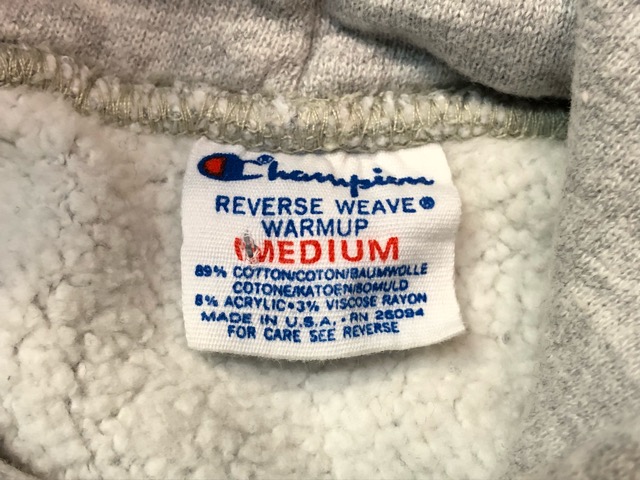 Champion
REVERSE WEAVE®
WARMUP
MEDIUM
89% COTTON/COTON/BAUMWOLLE
COTONE/KATOEN/BOMULD
8% ACRYLIC•3% VISCOSE RAYON
MADE IN U.S.A.•RN 26094
FOR CARE SEE REVERSE